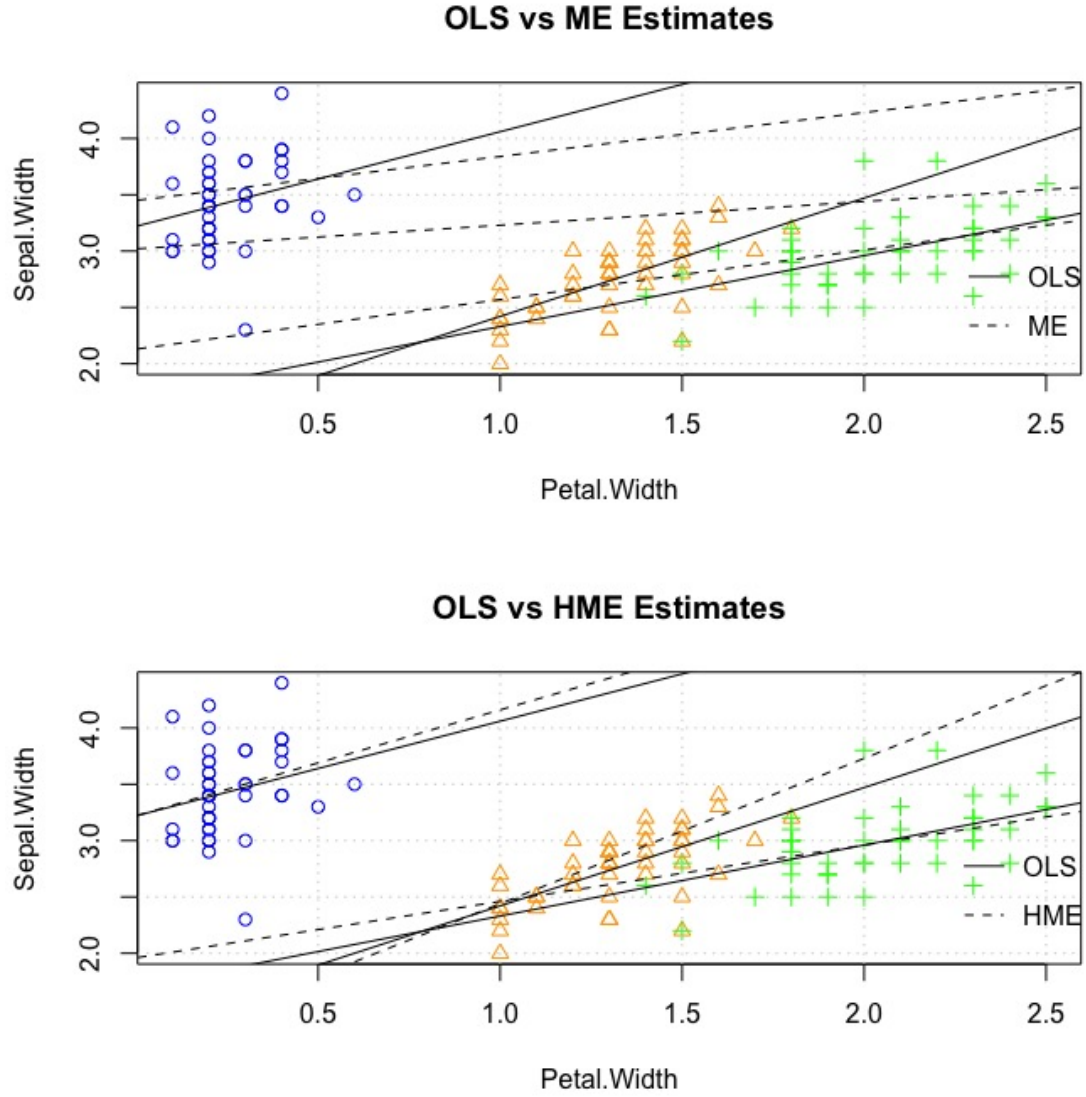 OLS vs ME Estimates
Sepal.Width
4.0
3.0
2.0
OLS
ME
0.5 1.0 1.5 2.0 2.5
Petal.Width
OLS vs HME Estimates
Sepal.Width
4.0
3.0
2.0
OLS
HME
0.5 1.0 1.5 2.0 2.5
Petal.Width